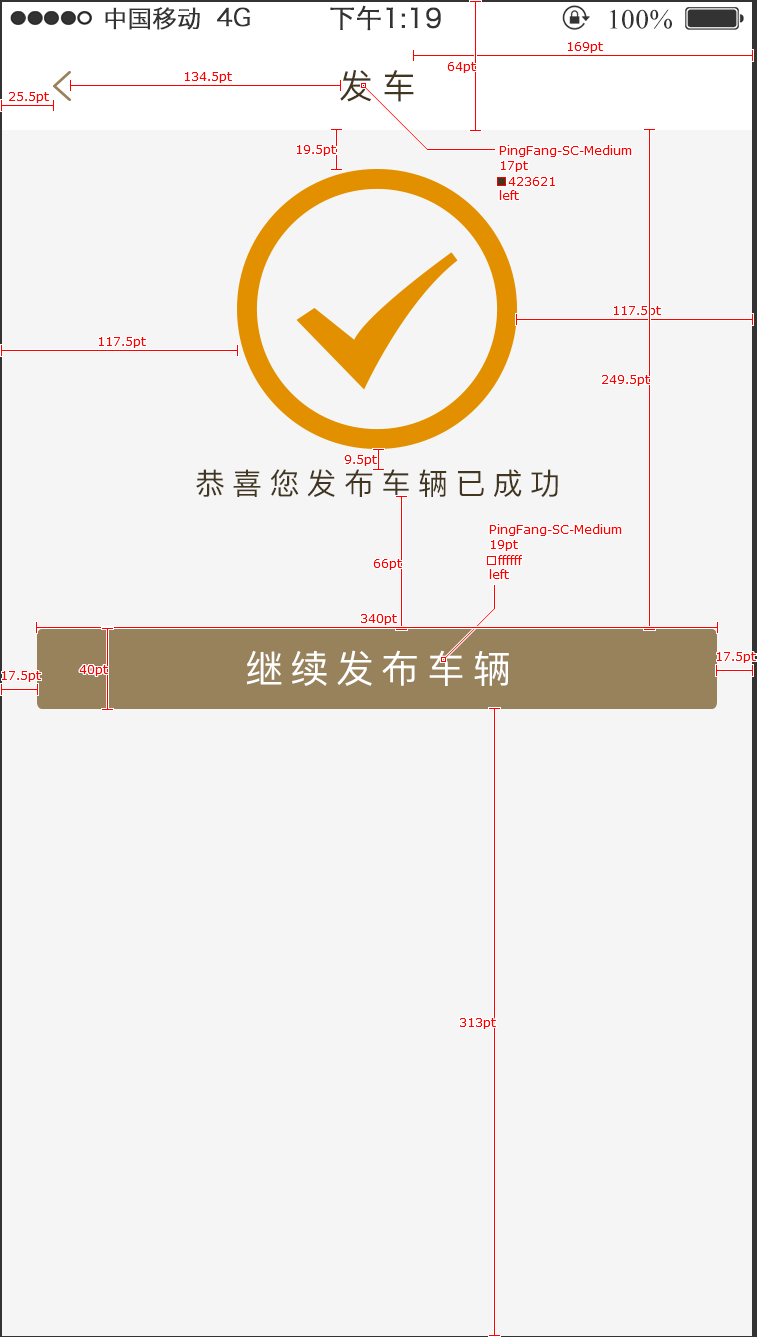 中国移动 4G 下午1:19 100%
169pt
64pt
134.5pt
25.5pt
发车
19.5pt
PingFang-SC-Medium
17pt
423621
left
117.5pt
117.5pt
249.5pt
9.5pt
恭喜您发布车辆已成功
PingFang-SC-Medium
19pt
ffffff
left
66pt
340pt
继续发布车辆
40pt
17.5pt
17.5pt
313pt